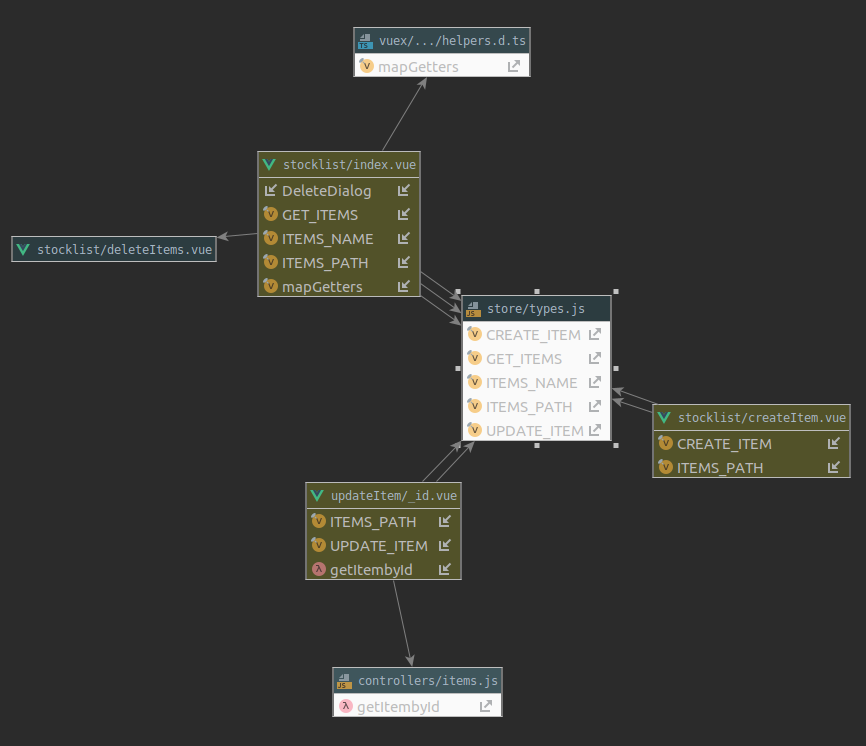 vuex/.../helpers.d.ts
mapGetters
stocklist/index.vue
DeleteDialog
GET_ITEMS
ITEMS_NAME
ITEMS_PATH
mapGetters
stocklist/deleteItems.vue
store/types.js
CREATE_ITEM
GET_ITEMS
ITEMS_NAME
ITEMS_PATH
UPDATE_ITEM
stocklist/createItem.vue
CREATE_ITEM
ITEMS_PATH
updateItem/_id.vue
ITEMS_PATH
UPDATE_ITEM
getItembyId
controllers/items.js
getItembyId